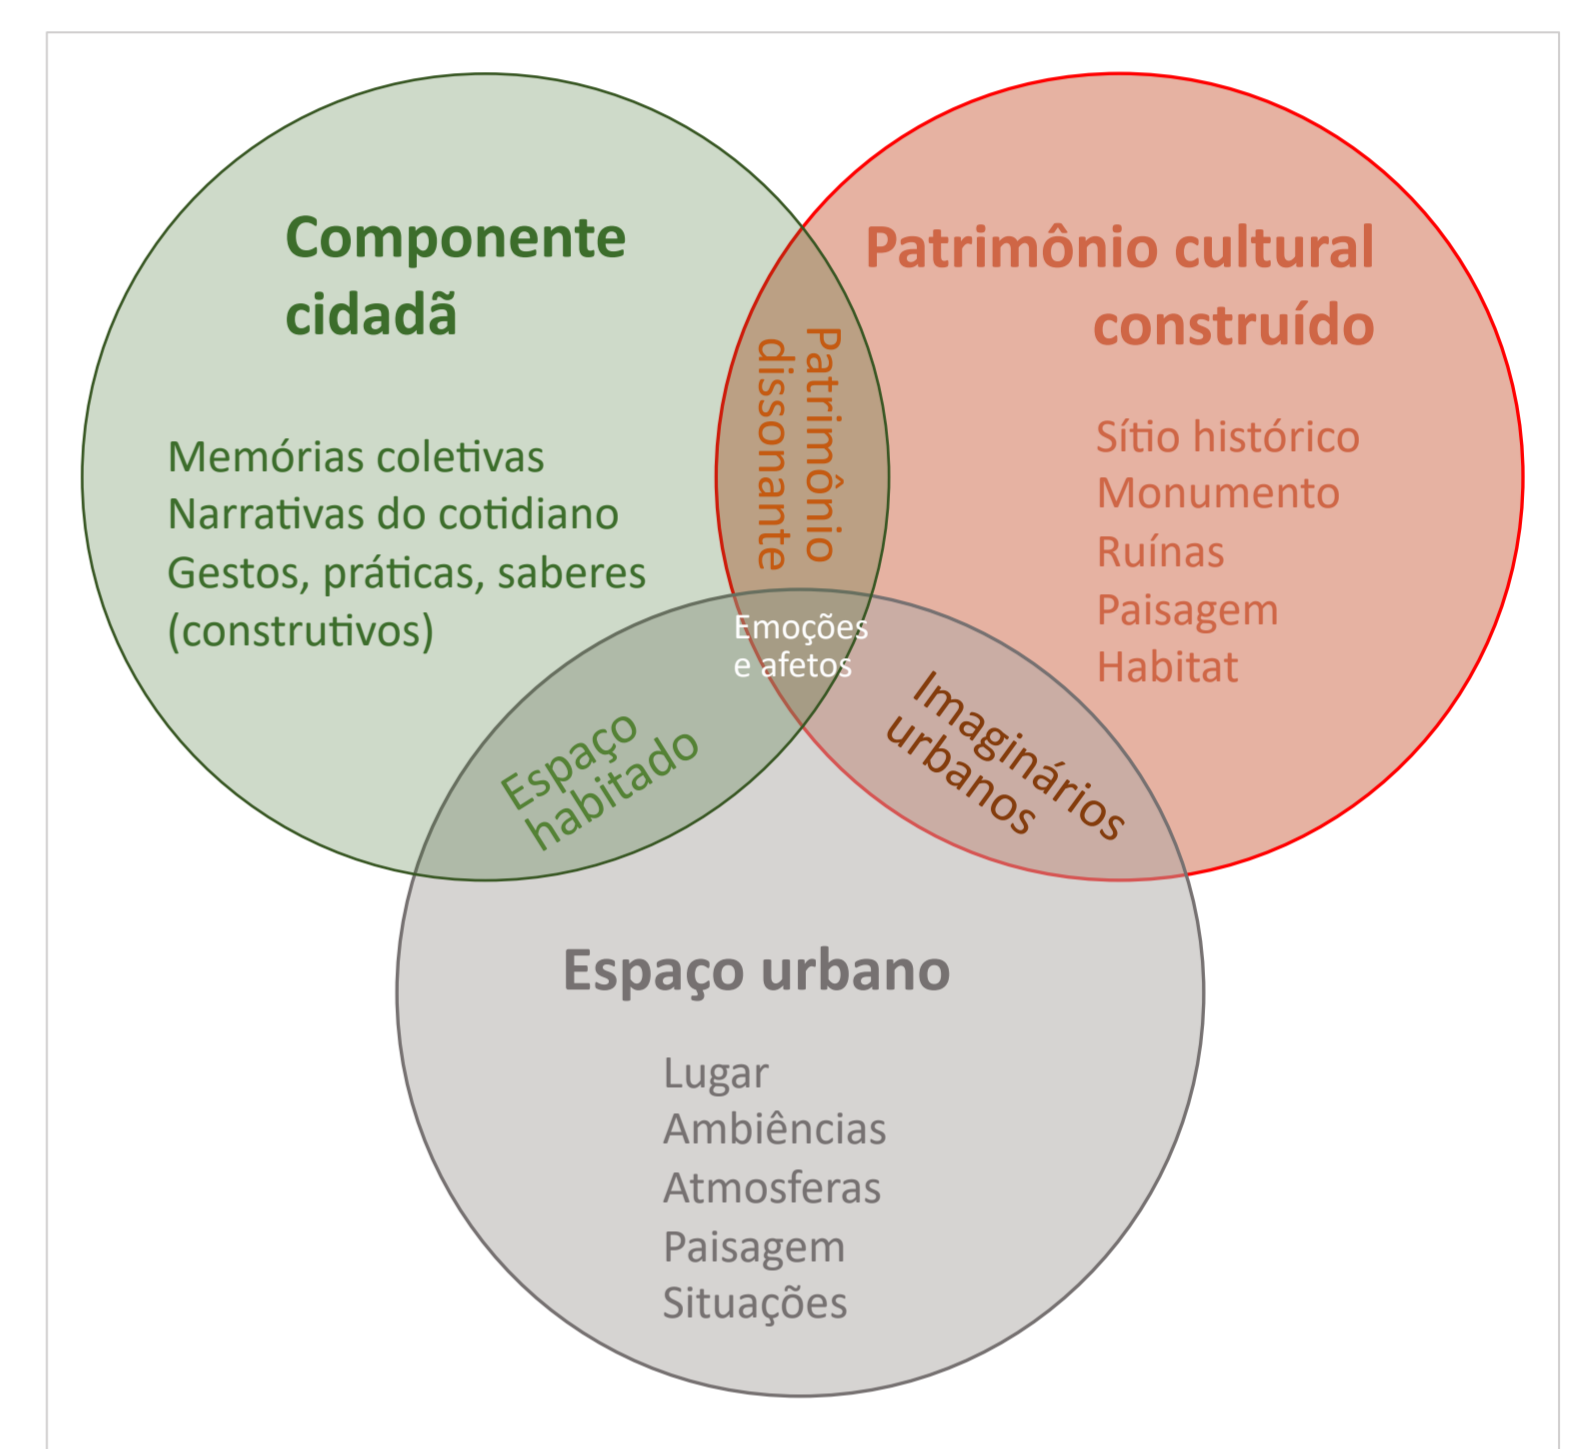 Componente
cidadã
Memórias coletivas
Narrativas do cotidiano
Gestos, práticas, saberes
(construtivos)
Patrimônio cultural
construído
Sítio histórico
Monumento
Ruínas
Paisagem
Habitat
Patrimônio
dissonante
Emoções
e afetos
Espaço
habitado
Imaginários
urbanos
Espaço urbano
Lugar
Ambiências
Atmosferas
Paisagem
Situações